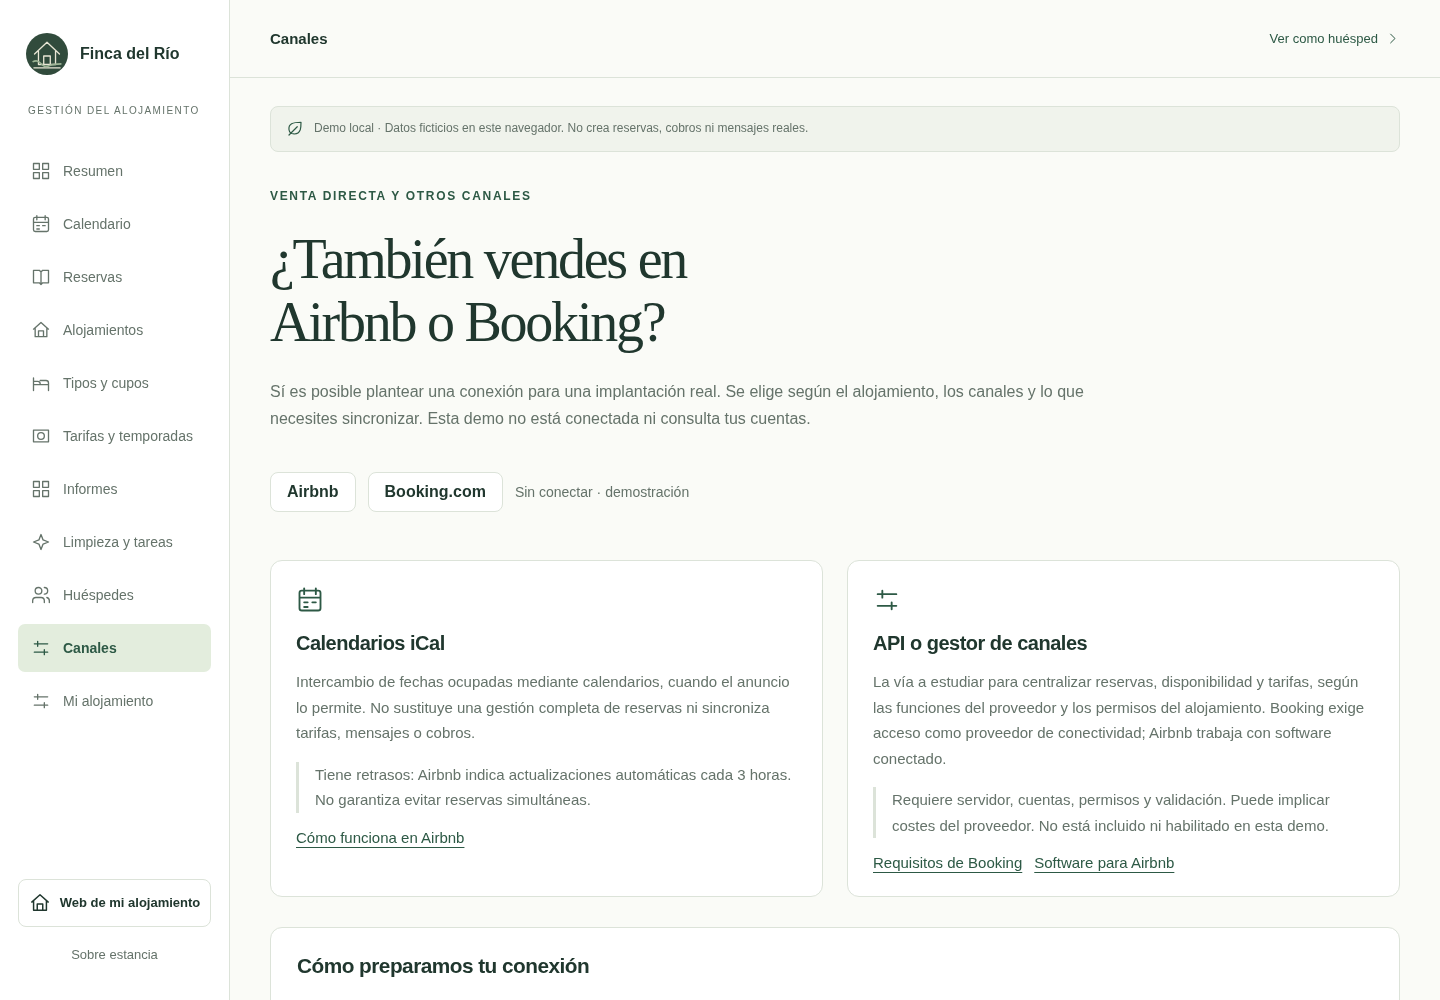 Finca del Río
GESTIÓN DEL ALOJAMIENTO
Resumen
Calendario
Reservas
Alojamientos
Tipos y cupos
Tarifas y temporadas
Informes
Limpieza y tareas
Huéspedes
Canales
Mi alojamiento
Web de mi alojamiento
Sobre estancia
Canales
Ver como huésped
Demo local · Datos ficticios en este navegador. No crea reservas, cobros ni mensajes reales.
VENTA DIRECTA Y OTROS CANALES
¿También vendes en
Airbnb o Booking?
Sí es posible plantear una conexión para una implantación real. Se elige según el alojamiento, los canales y lo que
necesites sincronizar. Esta demo no está conectada ni consulta tus cuentas.
Airbnb
Booking.com
Sin conectar · demostración
Calendarios iCal
Intercambio de fechas ocupadas mediante calendarios, cuando el anuncio
lo permite. No sustituye una gestión completa de reservas ni sincroniza
tarifas, mensajes o cobros.
Tiene retrasos: Airbnb indica actualizaciones automáticas cada 3 horas.
No garantiza evitar reservas simultáneas.
Cómo funciona en Airbnb
API o gestor de canales
La vía a estudiar para centralizar reservas, disponibilidad y tarifas, según
las funciones del proveedor y los permisos del alojamiento. Booking exige
acceso como proveedor de conectividad; Airbnb trabaja con software
conectado.
Requiere servidor, cuentas, permisos y validación. Puede implicar
costes del proveedor. No está incluido ni habilitado en esta demo.
Requisitos de Booking
Software para Airbnb
Cómo preparamos tu conexión